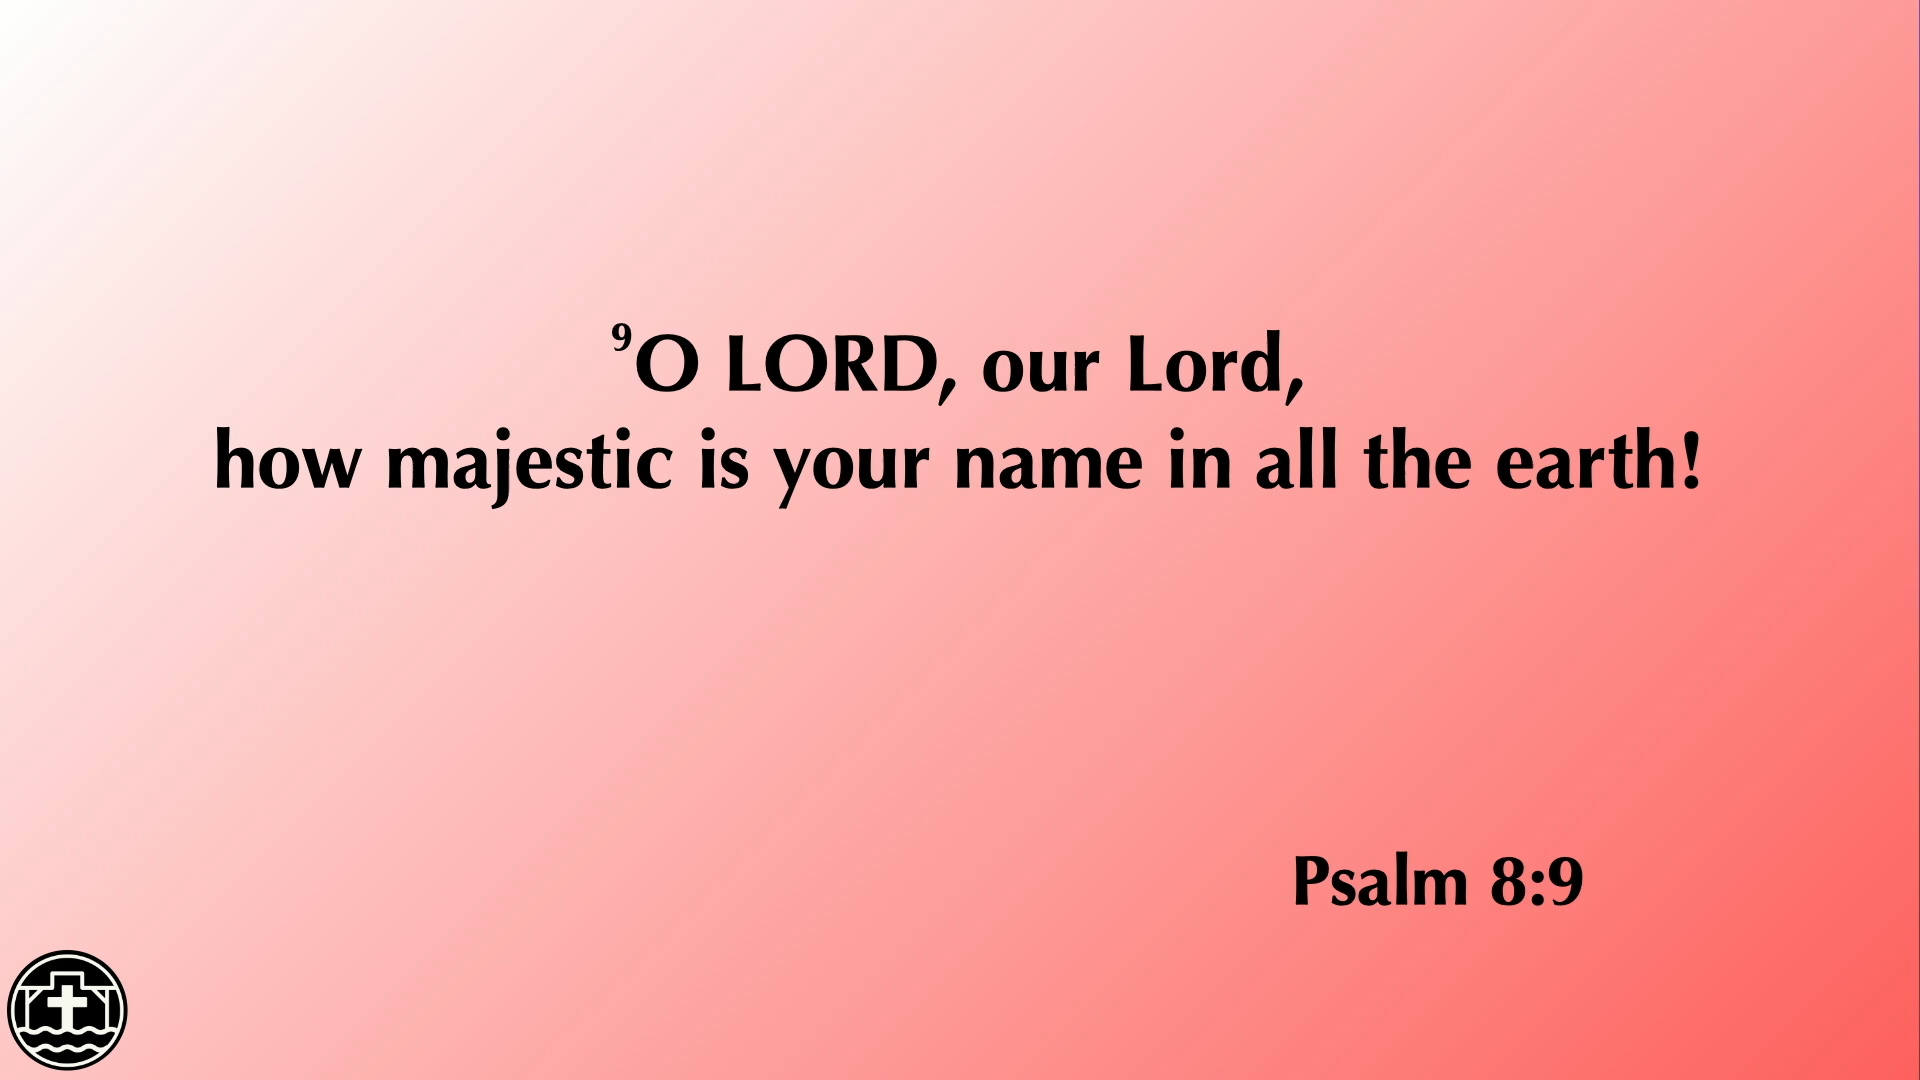 ⁹O LORD, our Lord,
how majestic is your name in all the earth!
Psalm 8:9